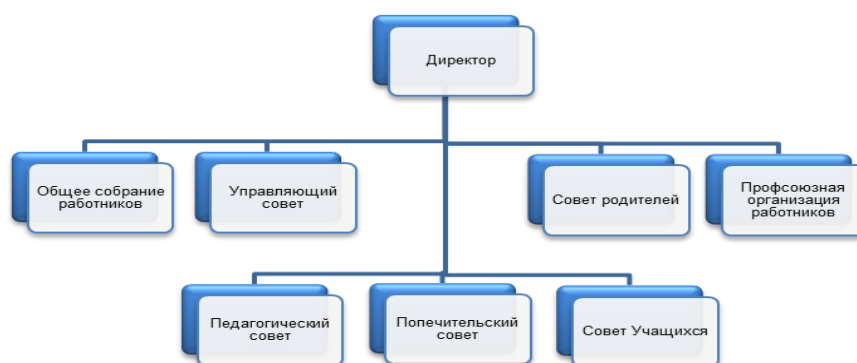 Директор
Общее собрание
работников
Управляющий
совет
Совет родителей
Профсоюзная
организация
работников
Педагогический
совет
Попечительский
совет
Совет Учащихся